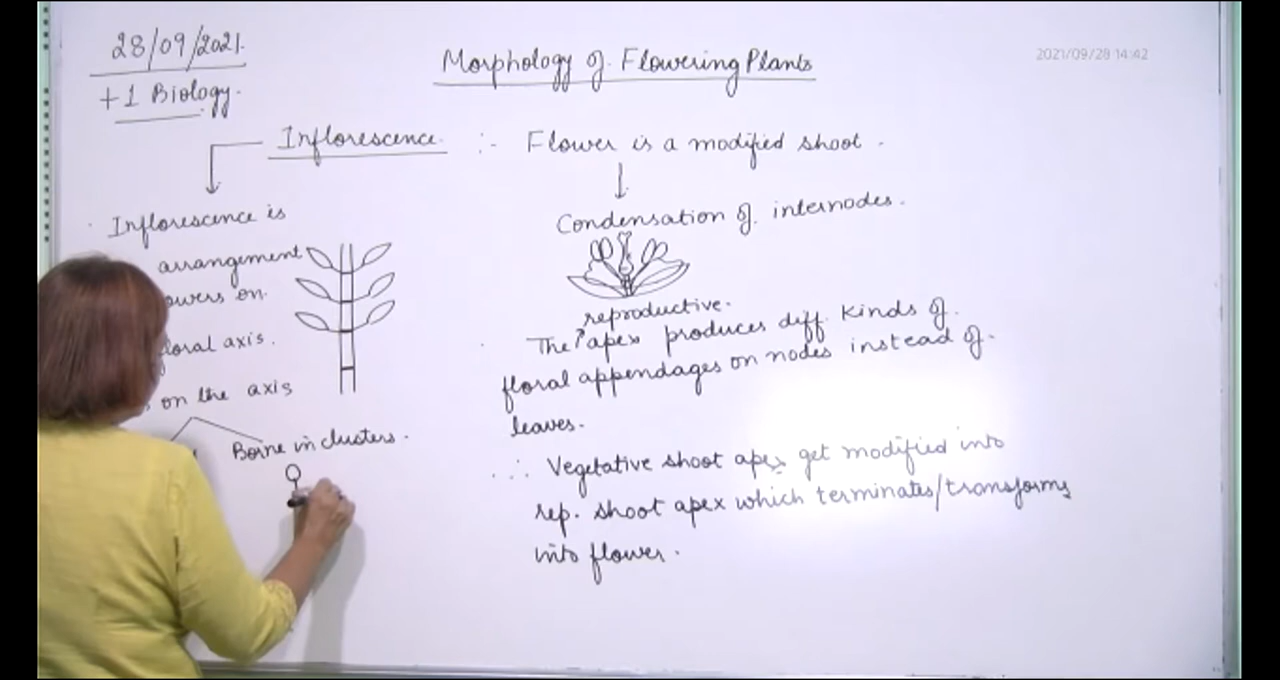 28/09/2021.
+1 Biology.
Morphology of Flowering Plants
2021/09/28 14:42
Inflorescence :- Flower is a modified shoot.
Inflorescence is
arrangement
on
floral axis.
on the axis
Borne in clusters.
Condensation of internodes.
reproductive.
The apex produces diff. kinds of
floral appendages on nodes instead of
leaves.
∴ Vegetative shoot apex get modified into
rep. shoot apex which terminates/transforms
into flower.